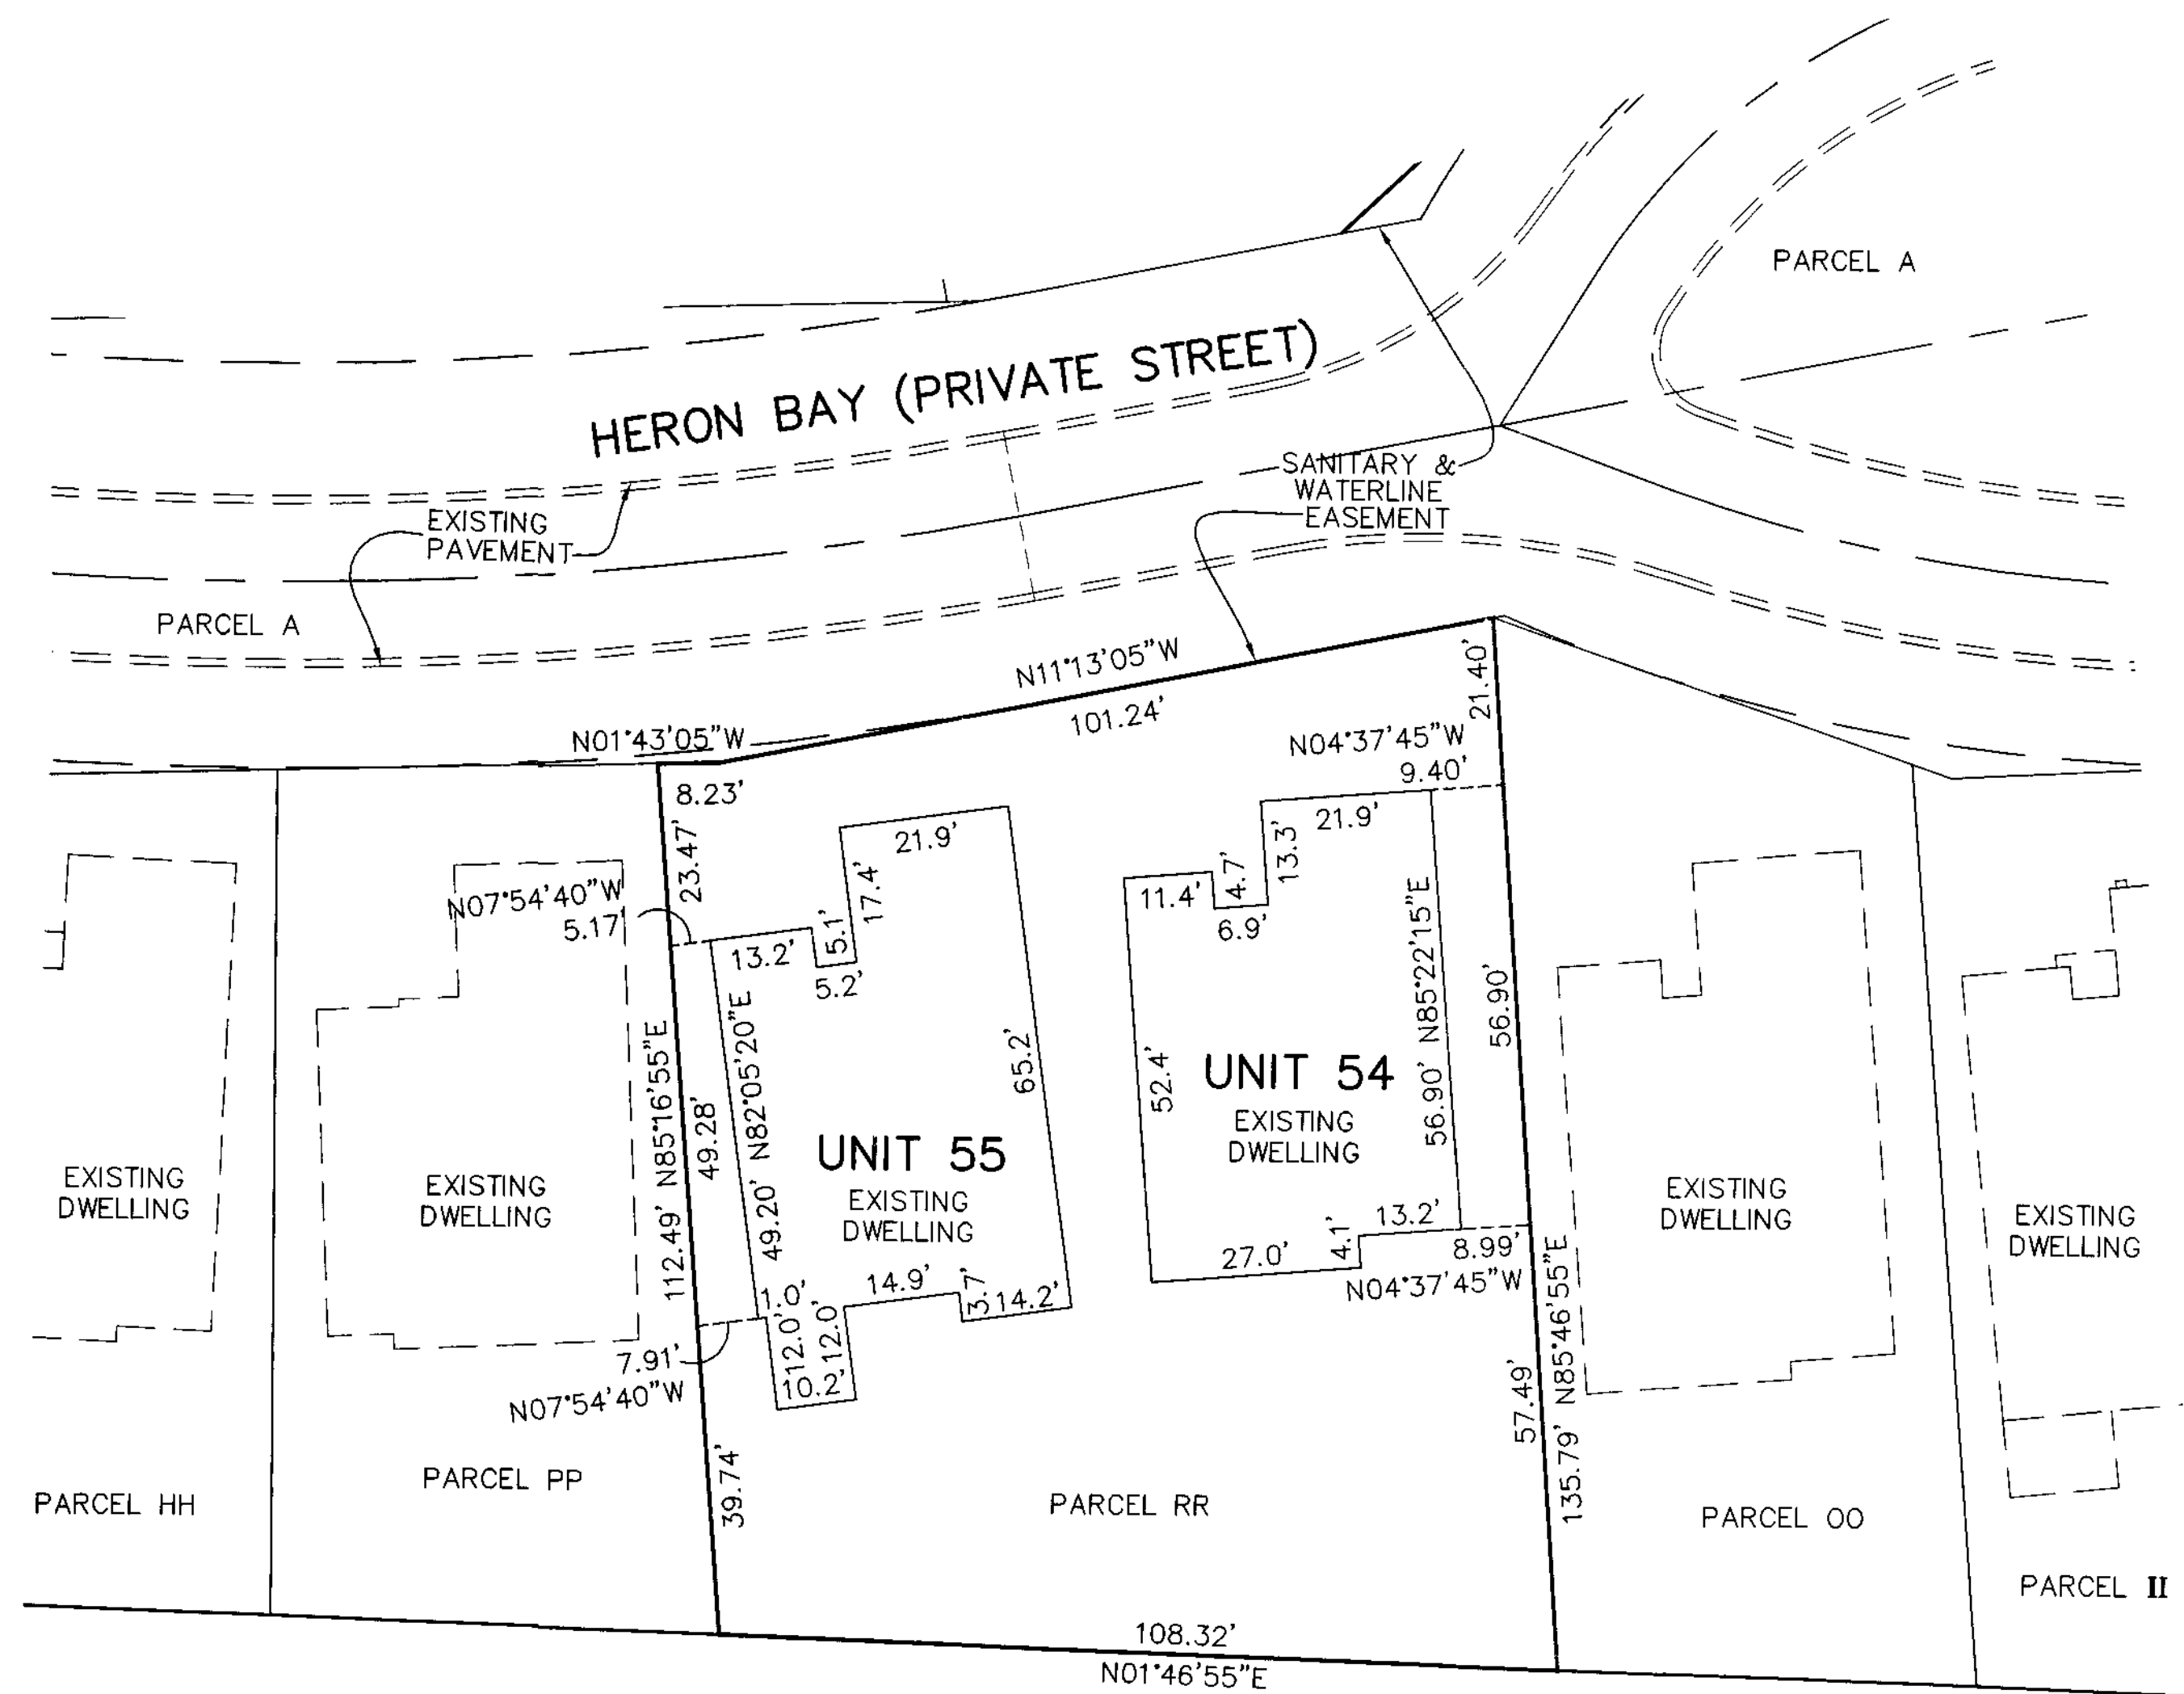 PARCEL A
HERON BAY (PRIVATE STREET)
SANITARY &
WATERLINE
EASEMENT
EXISTING
PAVEMENT
PARCEL A
N11°13'05"W
101.24'
21.40'
N01°43'05"W
8.23'
23.47'
N04°37'45"W
9.40'
21.9'
17.4'
5.1'
13.2'
5.2'
N07°54'40"W
5.17'
21.9'
13.3'
4.7'
11.4'
6.9'
112.49' N85°16'55"E
49.28'
49.20' N82°05'20"E
65.2'
52.4'
56.90' N85°22'15"E
56.90'
UNIT 55
EXISTING
DWELLING
UNIT 54
EXISTING
DWELLING
EXISTING
DWELLING
EXISTING
DWELLING
EXISTING
DWELLING
EXISTING
DWELLING
1.0'
12.0'
12.0'
10.2'
14.9'
3.7'
14.2'
27.0'
4.1'
13.2'
8.99'
N04°37'45"W
7.91'
N07°54'40"W
39.74'
57.49'
135.79' N85°46'55"E
PARCEL HH
PARCEL PP
PARCEL RR
PARCEL OO
PARCEL II
108.32'
N01°46'55"E